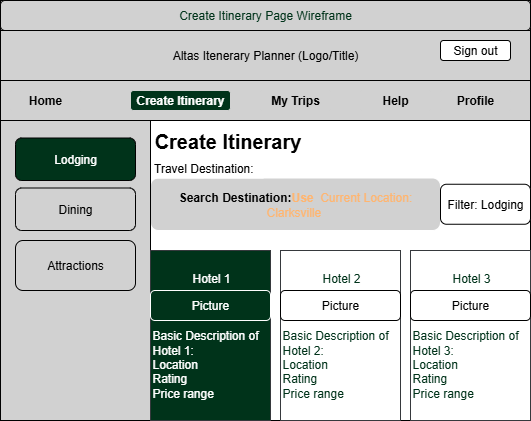 Create Itinerary Page Wireframe
Altas Itenerary Planner (Logo/Title)
Sign out
Home
Create Itinerary
My Trips
Help
Profile
Lodging
Dining
Attractions
Create Itinerary
Travel Destination:
Search Destination:Use Current Location:
Clarksville
Filter: Lodging
Hotel 1
Picture
Basic Description of
Hotel 1:
Location
Rating
Price range
Hotel 2
Picture
Basic Description of
Hotel 2:
Location
Rating
Price range
Hotel 3
Picture
Basic Description of
Hotel 3:
Location
Rating
Price range